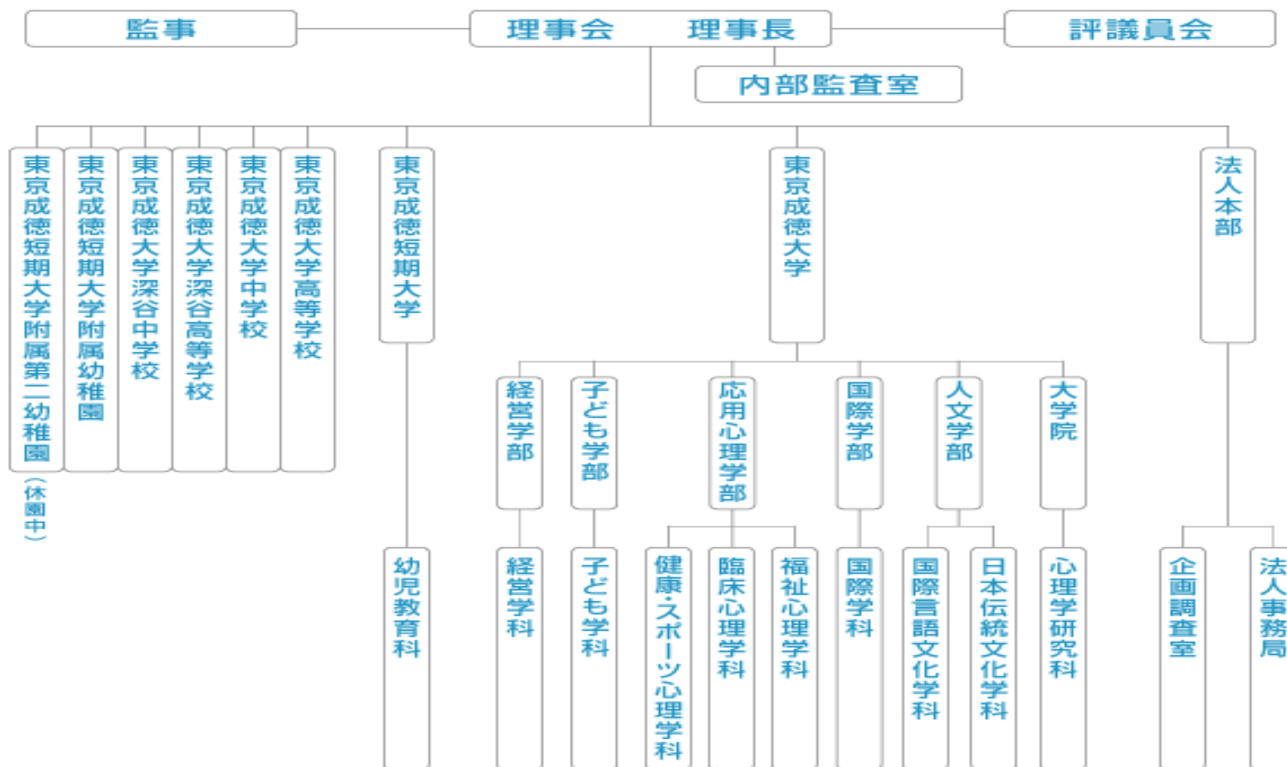 監事
理事会 理事長
評議員会
内部監査室
東京成徳短期大学附属第二幼稚園
(休園中)
東京成徳短期大学附属幼稚園
東京成徳大学深谷中学校
東京成徳大学深谷高等学校
東京成徳大学中学校
東京成徳大学高等学校
東京成徳短期大学
東京成徳大学
法人本部
経営学部
子ども学部
応用心理学部
国際学部
人文学部
大学院
幼児教育科
経営学科
子ども学科
健康・スポーツ心理学科
臨床心理学科
福祉心理学科
国際学科
国際言語文化学科
日本伝統文化学科
心理学研究科
企画調査室
法人事務局